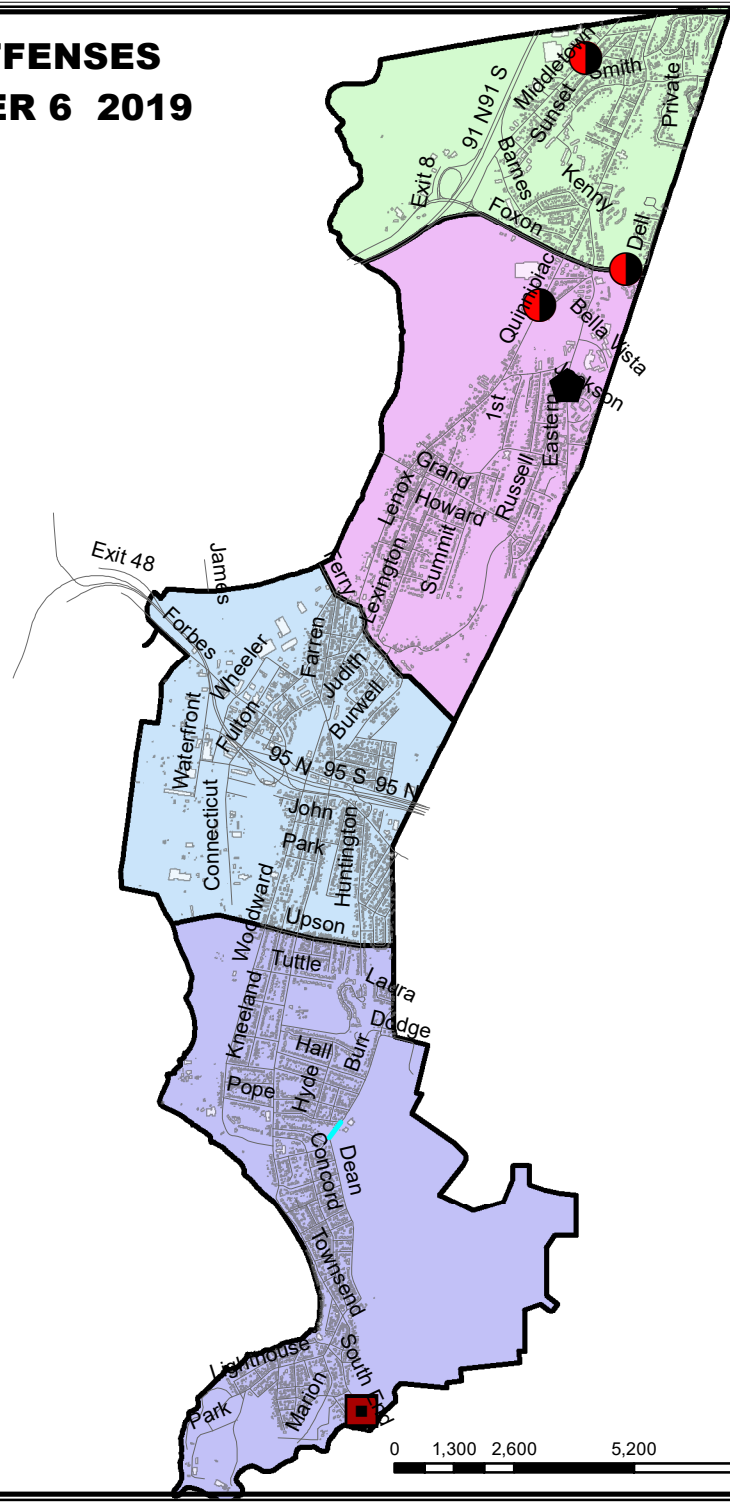 FFENSES
ER 6 2019
Middletown
Smith
Private
91 N
91 S
Sunset
Barnes
Exit 8
Kenny
Foxon
Dell
Quinnipiac
Bella Vista
Jackson
1st
Eastern
Grand
Russell
Lenox
Howard
Summit
Exit 48
James
Ferry
Lexington
Forbes
Farren
Wheeler
Judith
Burwell
Fulton
Waterfront
95 N
95 S
95 N
Connecticut
John
Park
Huntington
Woodward
Upson
Tuttle
Laura
Kneeland
Dodge
Hall
Burr
Pope
Hyde
Concord
Dean
Townsend
Lighthouse
South End
Marion
Park
0 1,300 2,600 5,200